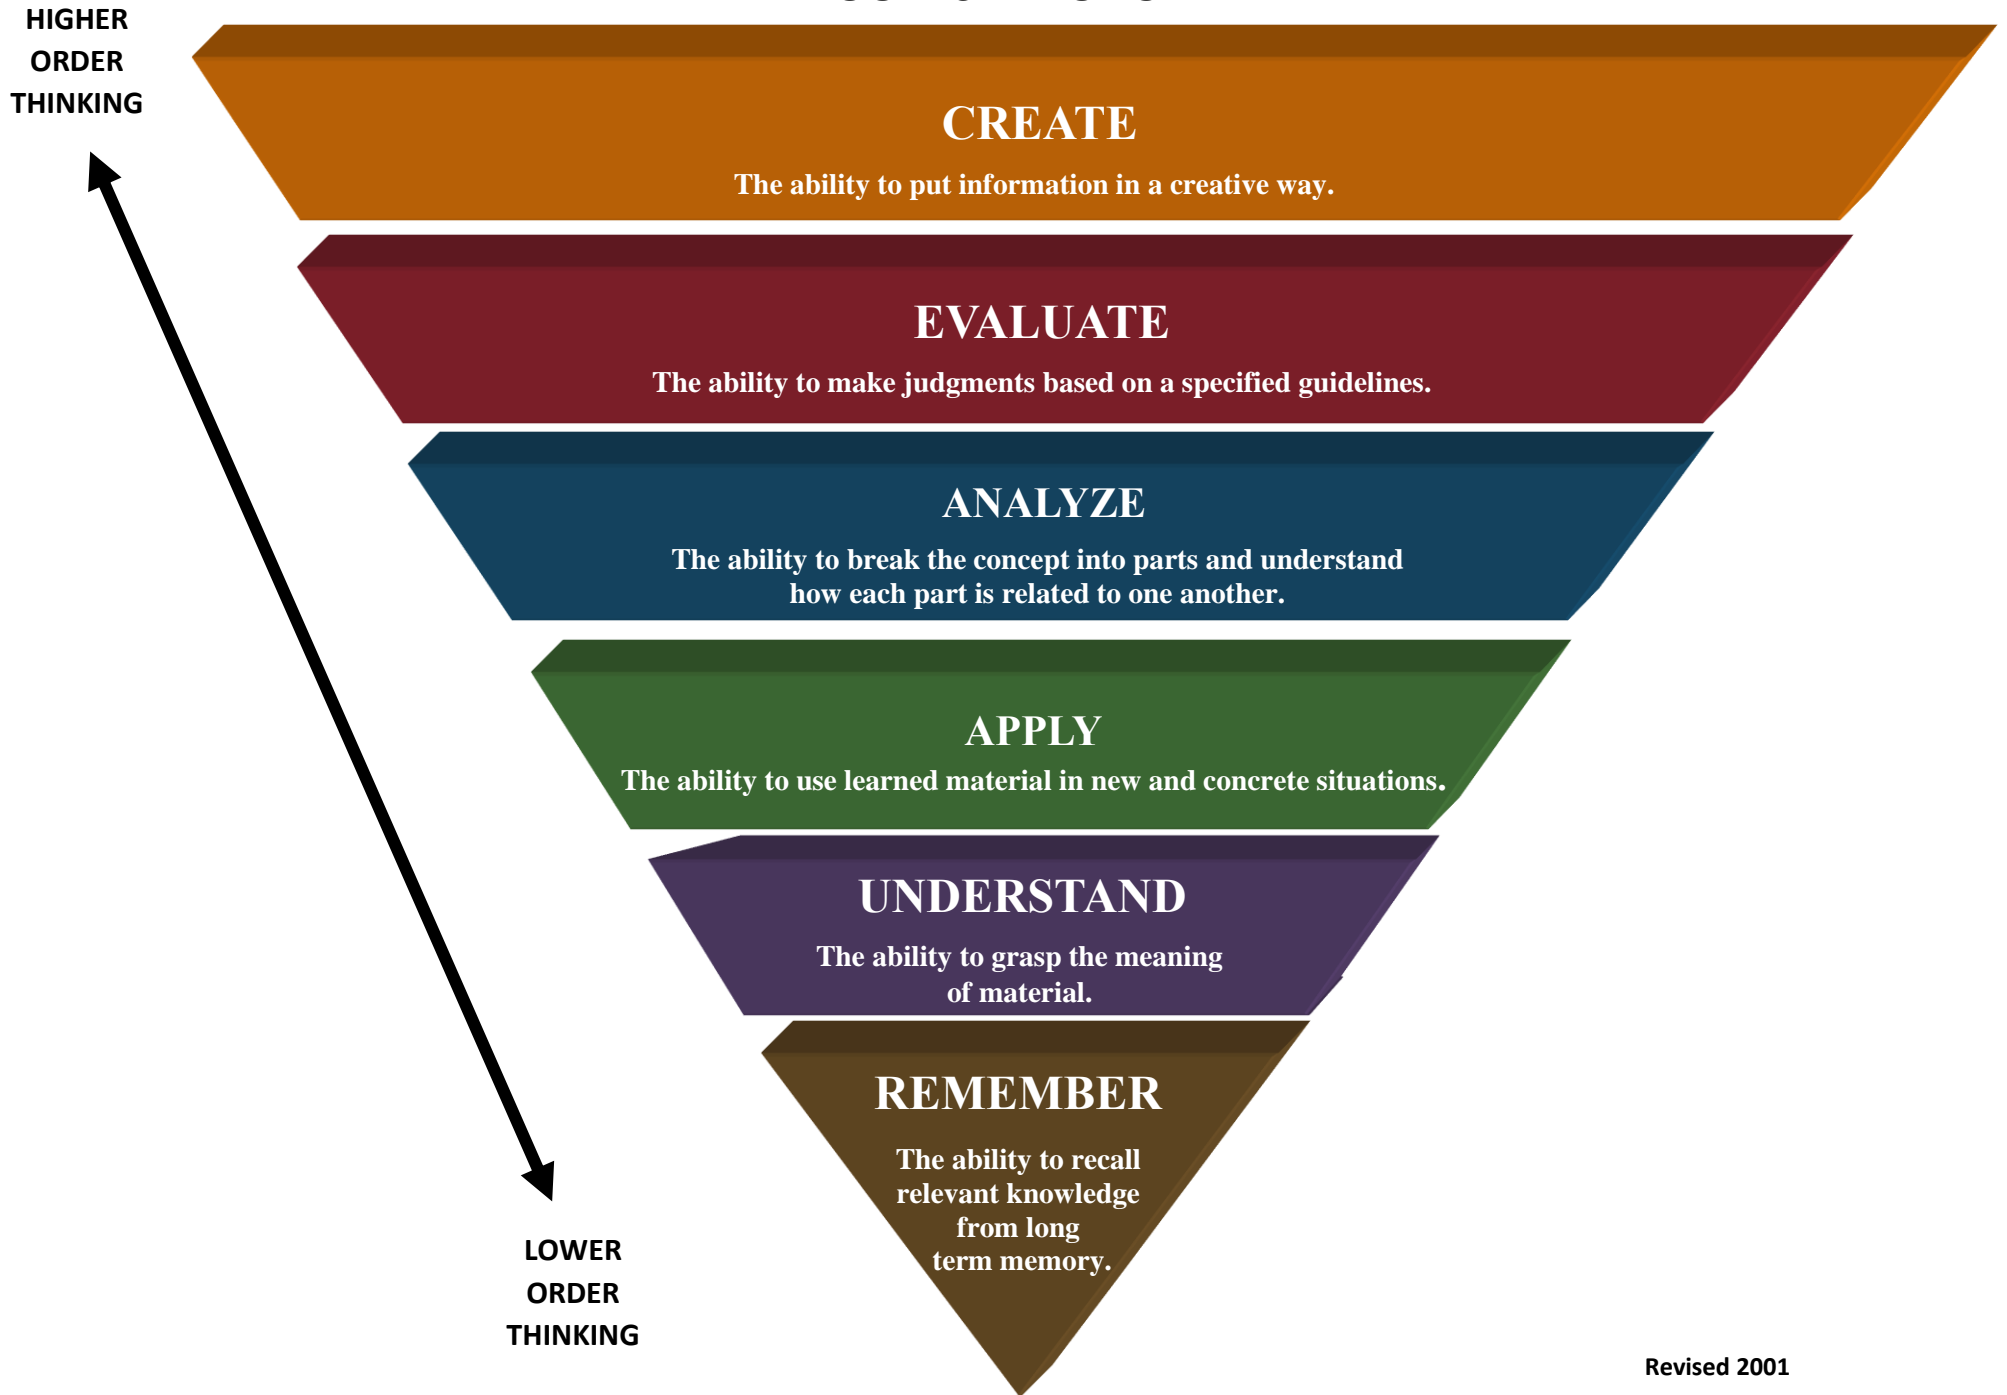 HIGHER
ORDER
THINKING
CREATE
The ability to put information in a creative way.
EVALUATE
The ability to make judgments based on a specified guidelines.
ANALYZE
The ability to break the concept into parts and understand
how each part is related to one another.
APPLY
The ability to use learned material in new and concrete situations.
UNDERSTAND
The ability to grasp the meaning
of material.
REMEMBER
The ability to recall
relevant knowledge
from long
term memory.
LOWER
ORDER
THINKING
Revised 2001